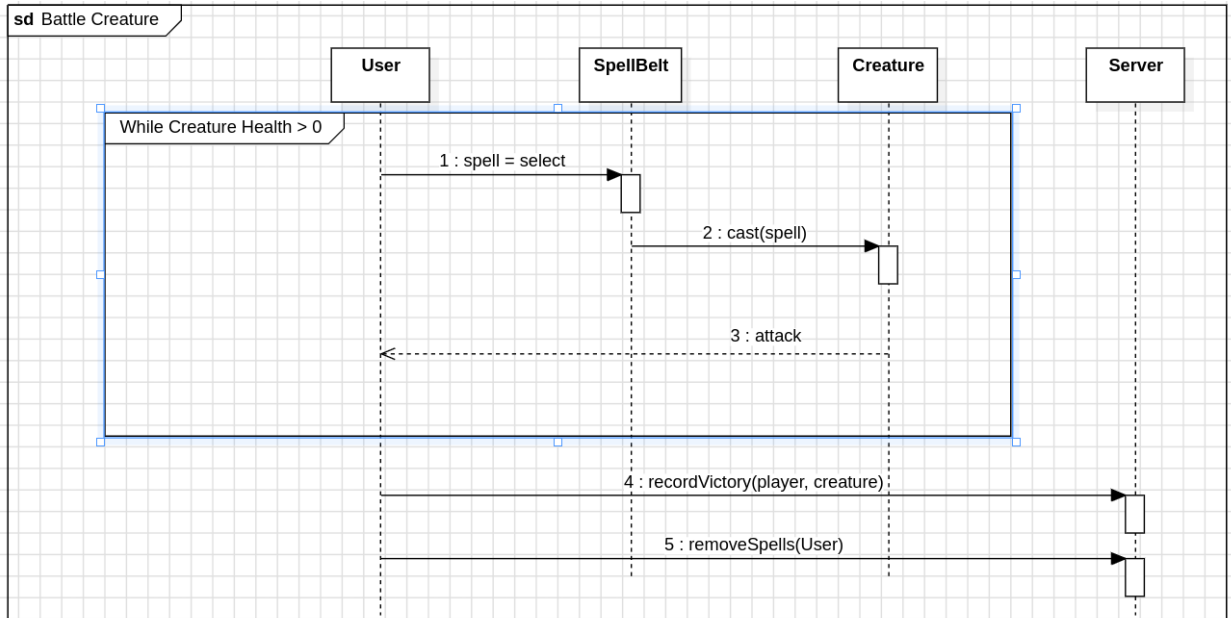 sd Battle Creature
User
SpellBelt
Creature
Server
While Creature Health > 0
1 : spell = select
2 : cast(spell)
3 : attack
4 : recordVictory(player, creature)
5 : removeSpells(User)